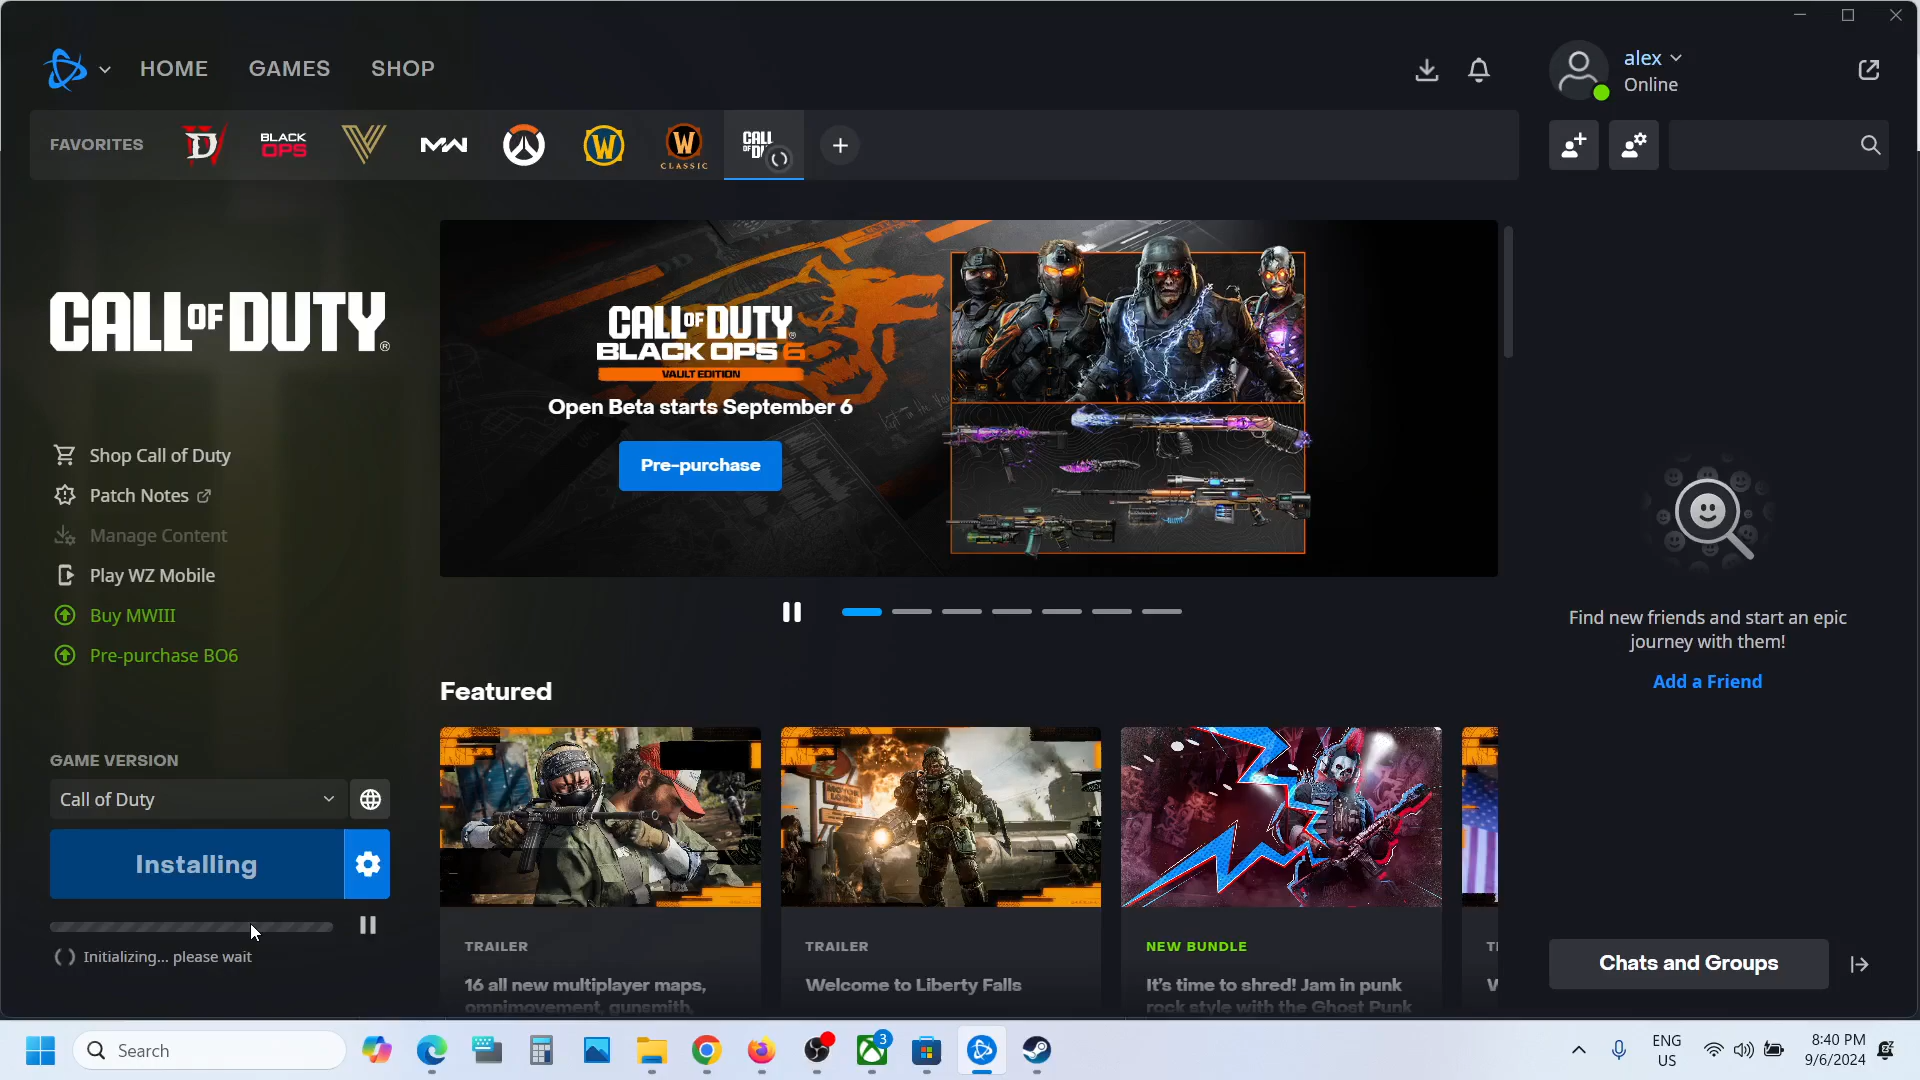 HOME
GAMES
SHOP
alex
Online
FAVORITES
BLACK
OPS
MW
W
W
CLASSIC
CALL
OF
CALL OF DUTY®
CALL OF DUTY®
BLACK OPS 6
VAULT EDITION
Open Beta starts September 6
Pre-purchase
Shop Call of Duty
Patch Notes
Manage Content
Play WZ Mobile
Buy MWIII
Pre-purchase BO6
Find new friends and start an epic
journey with them!
Add a Friend
Featured
GAME VERSION
Call of Duty
Installing
Initializing... please wait
TRAILER
16 all new multiplayer maps,
omnimovement, gunsmith,
TRAILER
Welcome to Liberty Falls
NEW BUNDLE
It's time to shred! Jam in punk
rock style with the Ghost Punk
Chats and Groups
Search
3
ENG
US
8:40 PM
9/6/2024